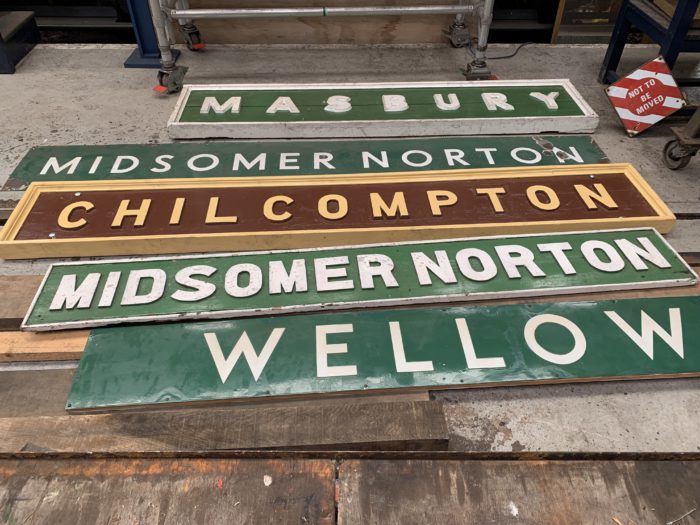 MASBURY
NOT TO
BE
MOVED
MIDSOMER NORTON
CHILCOMPTON
MIDSOMER NORTON
WELLOW